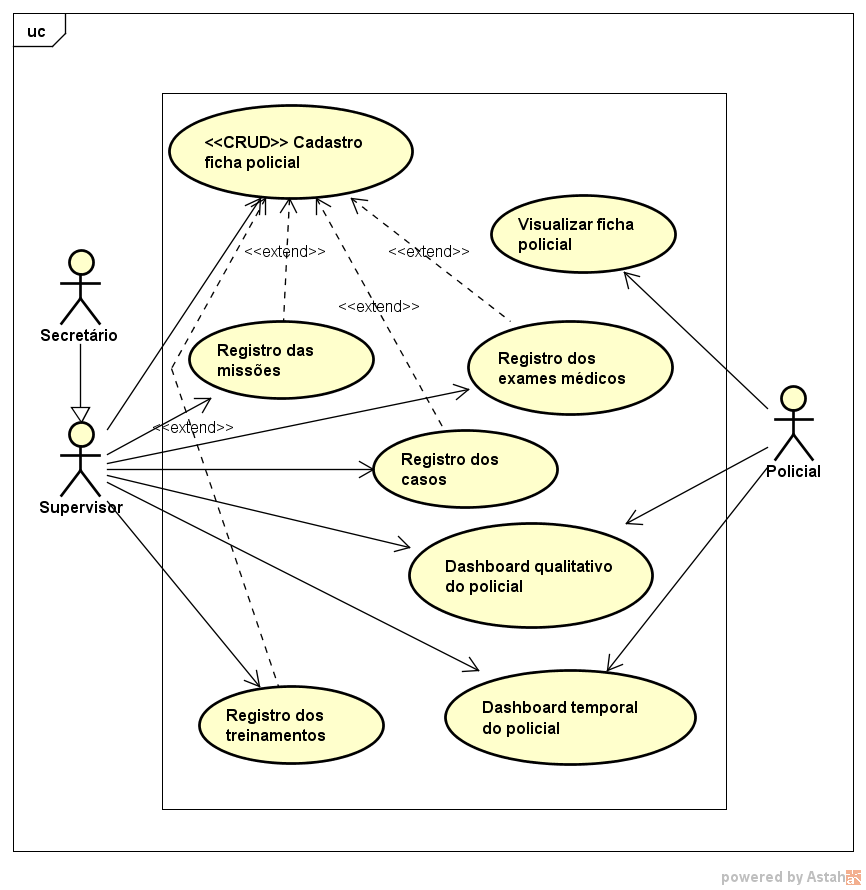 uc
<<CRUD>> Cadastro
ficha policial
Visualizar ficha
policial
<<extend>>
<<extend>>
<<extend>>
Secretário
Registro das
missões
Registro dos
exames médicos
<<extend>>
Supervisor
Registro dos
casos
Policial
Dashboard qualitativo
do policial
Registro dos
treinamentos
Dashboard temporal
do policial
powered by Astah